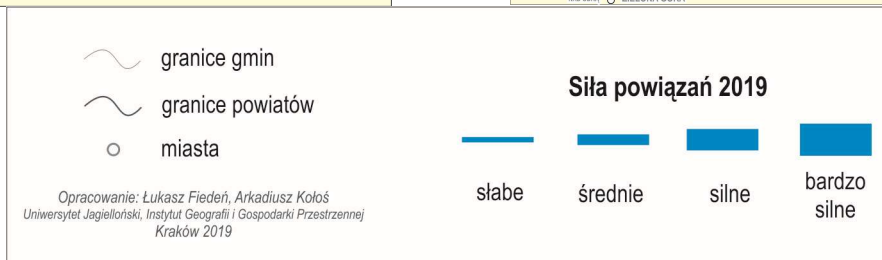 granice gmin
granice powiatów
miasta
Opracowanie: Łukasz Fiedeń, Arkadiusz Kołoś
Uniwersytet Jagielloński, Instytut Geografii i Gospodarki Przestrzennej
Kraków 2019
Siła powiązań 2019
słabe
średnie
silne
bardzo
silne